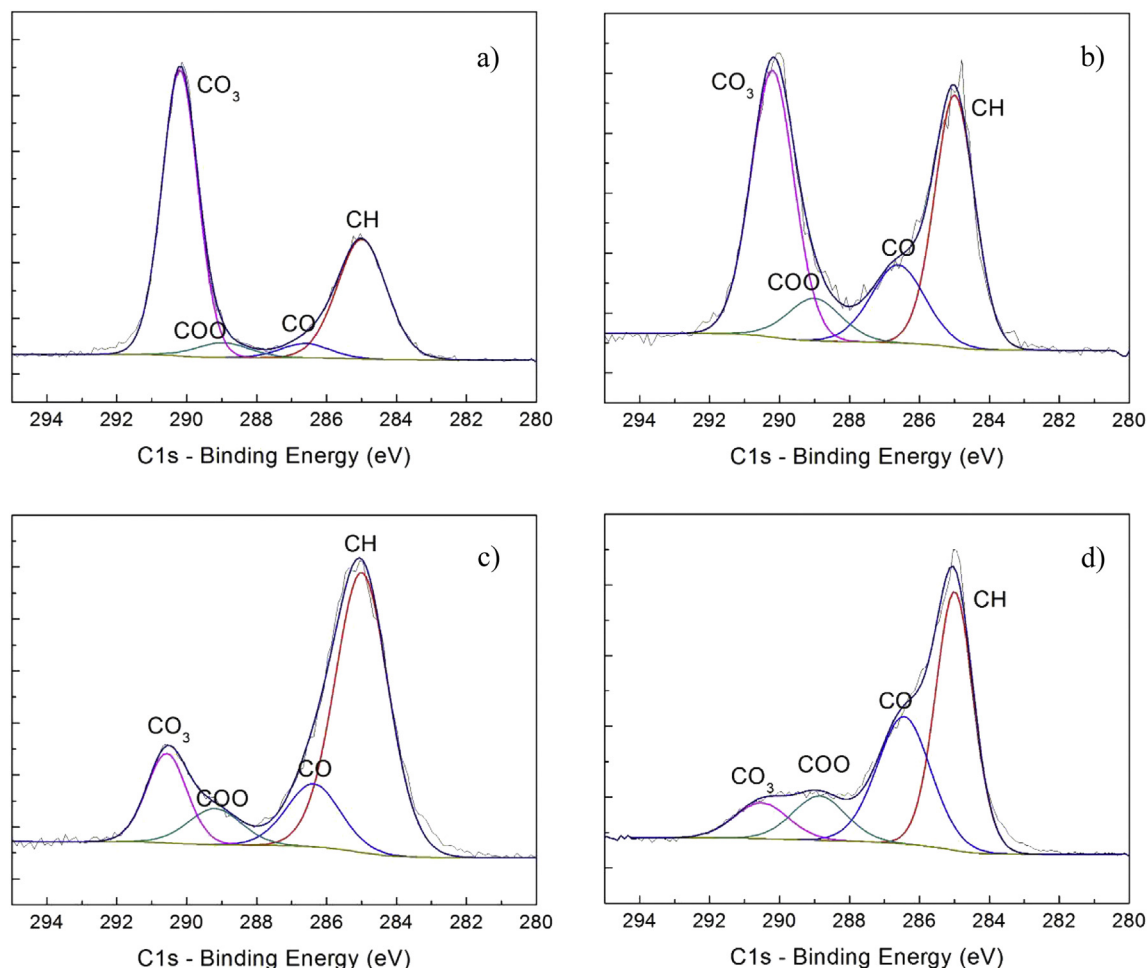 a)
CO₃
CH
COO
CO
294 292 290 288 286 284 282 280
C1s - Binding Energy (eV)
b)
CO₃
CH
CO
COO
294 292 290 288 286 284 282 280
C1s - Binding Energy (eV)
c)
CH
CO₃
CO
COO
294 292 290 288 286 284 282 280
C1s - Binding Energy (eV)
d)
CH
CO
COO
CO₃
294 292 290 288 286 284 282 280
C1s - Binding Energy (eV)